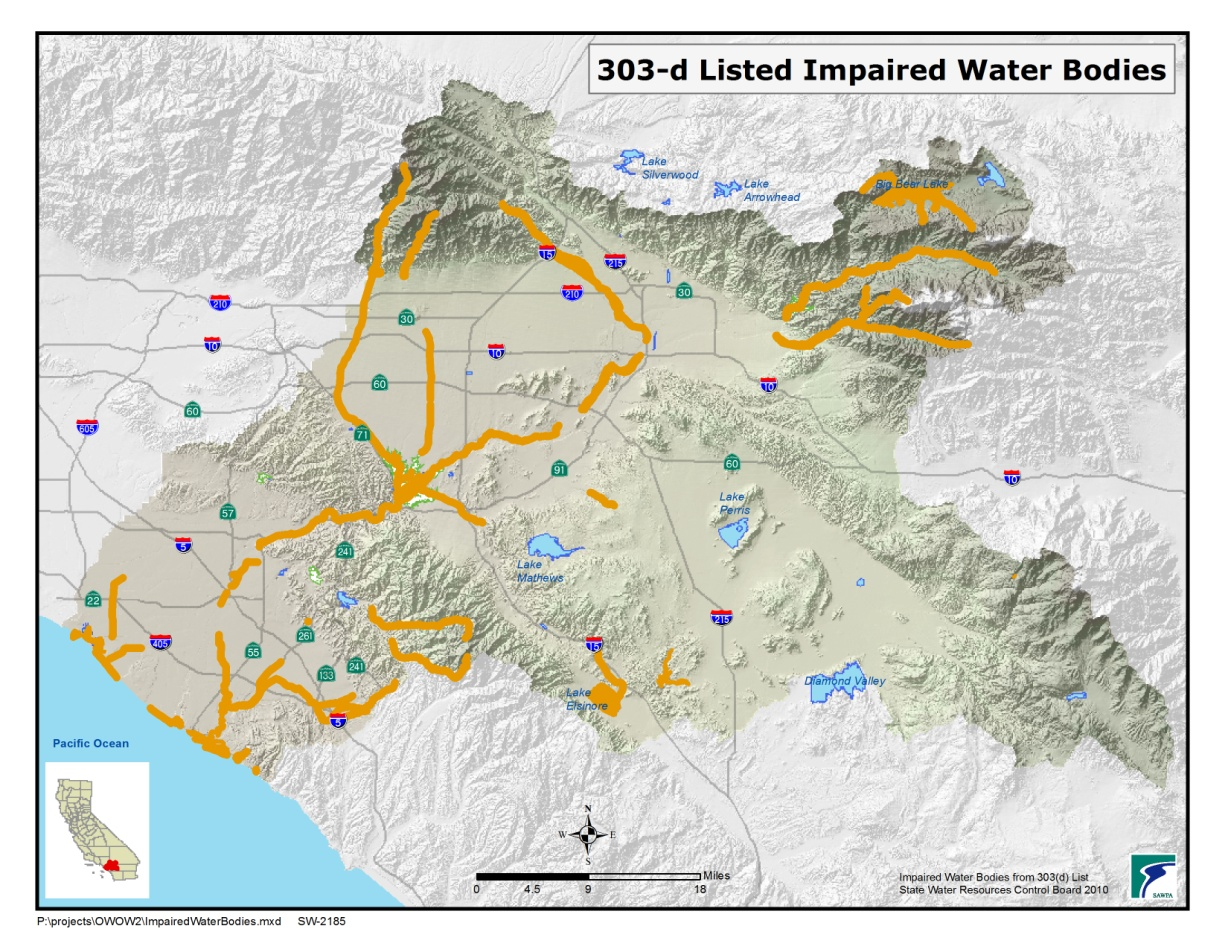 303-d Listed Impaired Water Bodies
Lake
Silverwood
Lake
Arrowhead
Big Bear Lake
15
215
210
30
210
30
10
10
60
10
60
605
71
91
60
10
Lake
Perris
57
5
241
Lake
Mathews
22
405
261
55
133
241
15
215
Lake
Elsinore
Diamond Valley
5
Pacific Ocean
N
W E
S
Miles
0 4.5 9 18
Impaired Water Bodies from 303(d) List
State Water Resources Control Board 2010
SAWPA
P:\projects\OWOW2\ImpairedWaterBodies.mxd SW-2185